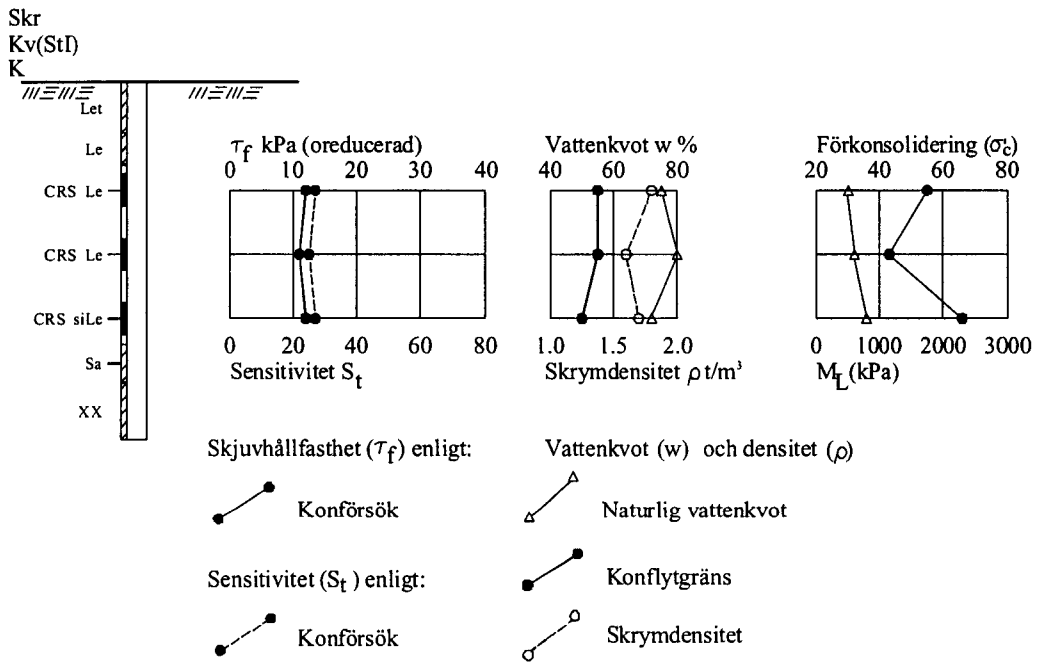 Skr
Kv(StI)
K
Let
Le
CRS Le
CRS Le
CRS siLe
Sa
XX
τf kPa (oreducerad)
0 10 20 30 40
0 20 40 60 80
Sensitivitet St
Vattenkvot w %
40 60 80
1.0 1.5 2.0
Skrymdensitet ρ t/m³
Förkonsolidering (σ'c)
20 40 60 80
0 1000 2000 3000
ML(kPa)
Skjuvhållfasthet (τf) enligt:
Konförsök
Sensitivitet (St) enligt:
Konförsök
Vattenkvot (w) och densitet (ρ)
Naturlig vattenkvot
Konflytgräns
Skrymdensitet